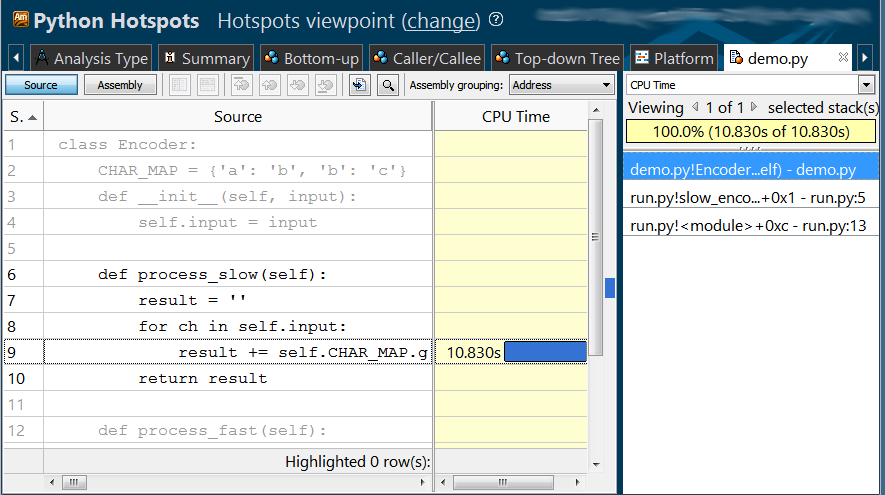 Python Hotspots Hotspots viewpoint (change) ?
Analysis Type Summary Bottom-up Caller/Callee Top-down Tree Platform demo.py
Source Assembly Assembly grouping: Address
S. Source CPU Time
1 class Encoder:
2 CHAR_MAP = {'a': 'b', 'b': 'c'}
3 def __init__(self, input):
4 self.input = input
5
6 def process_slow(self):
7 result = ''
8 for ch in self.input:
9 result += self.CHAR_MAP.g 10.830s
10 return result
11
12 def process_fast(self):
Highlighted 0 row(s):
CPU Time
Viewing 1 of 1 selected stack(s)
100.0% (10.830s of 10.830s)
demo.py!Encoder...elf) - demo.py
run.py!slow_enco...+0x1 - run.py:5
run.py!<module>+0xc - run.py:13